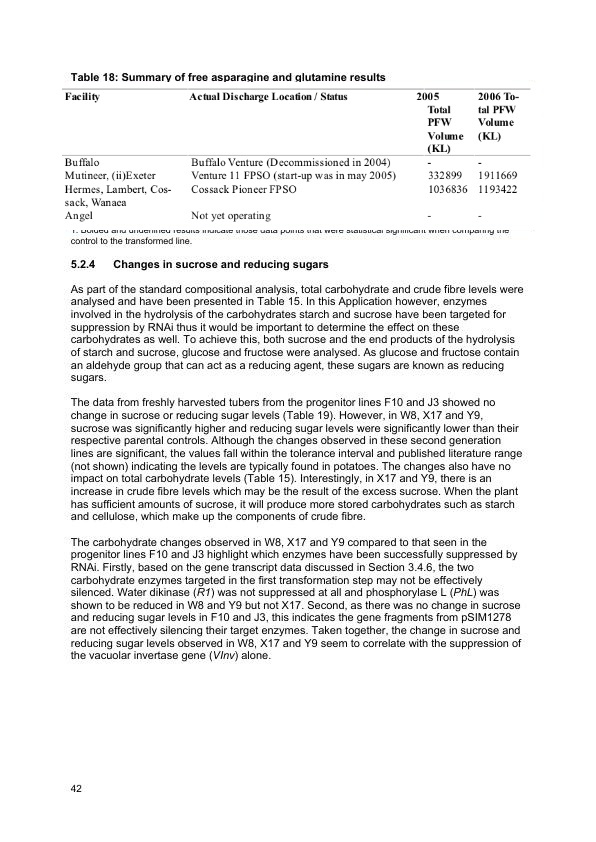 Table 18: Summary of free asparagine and glutamine results
Facility Actual Discharge Location / Status 2005 2006 To-
Total tal PFW
PFW Volume
Volume (KL)
(KL)
Buffalo Buffalo Venture (Decommissioned in 2004) - -
Mutineer, (ii)Exeter Venture 11 FPSO (start-up was in may 2005) 332899 1911669
Hermes, Lambert, Cos- Cossack Pioneer FPSO 1036836 1193422
sack, Wanaea
Angel Not yet operating - -
1. Bolded and underlined results indicate those data points that were statistical significant when comparing the
control to the transformed line.
5.2.4 Changes in sucrose and reducing sugars
As part of the standard compositional analysis, total carbohydrate and crude fibre levels were
analysed and have been presented in Table 15. In this Application however, enzymes
involved in the hydrolysis of the carbohydrates starch and sucrose have been targeted for
suppression by RNAi thus it would be important to determine the effect on these
carbohydrates as well. To achieve this, both sucrose and the end products of the hydrolysis
of starch and sucrose, glucose and fructose were analysed. As glucose and fructose contain
an aldehyde group that can act as a reducing agent, these sugars are known as reducing
sugars.
The data from freshly harvested tubers from the progenitor lines F10 and J3 showed no
change in sucrose or reducing sugar levels (Table 19). However, in W8, X17 and Y9,
sucrose was significantly higher and reducing sugar levels were significantly lower than their
respective parental controls. Although the changes observed in these second generation
lines are significant, the values fall within the tolerance interval and published literature range
(not shown) indicating the levels are typically found in potatoes. The changes also have no
impact on total carbohydrate levels (Table 15). Interestingly, in X17 and Y9, there is an
increase in crude fibre levels which may be the result of the excess sucrose. When the plant
has sufficient amounts of sucrose, it will produce more stored carbohydrates such as starch
and cellulose, which make up the components of crude fibre.
The carbohydrate changes observed in W8, X17 and Y9 compared to that seen in the
progenitor lines F10 and J3 highlight which enzymes have been successfully suppressed by
RNAi. Firstly, based on the gene transcript data discussed in Section 3.4.6, the two
carbohydrate enzymes targeted in the first transformation step may not be effectively
silenced. Water dikinase (R1) was not suppressed at all and phosphorylase L (PhL) was
shown to be reduced in W8 and Y9 but not X17. Second, as there was no change in sucrose
and reducing sugar levels in F10 and J3, this indicates the gene fragments from pSIM1278
are not effectively silencing their target enzymes. Taken together, the change in sucrose and
reducing sugar levels observed in W8, X17 and Y9 seem to correlate with the suppression of
the vacuolar invertase gene (VInv) alone.
42